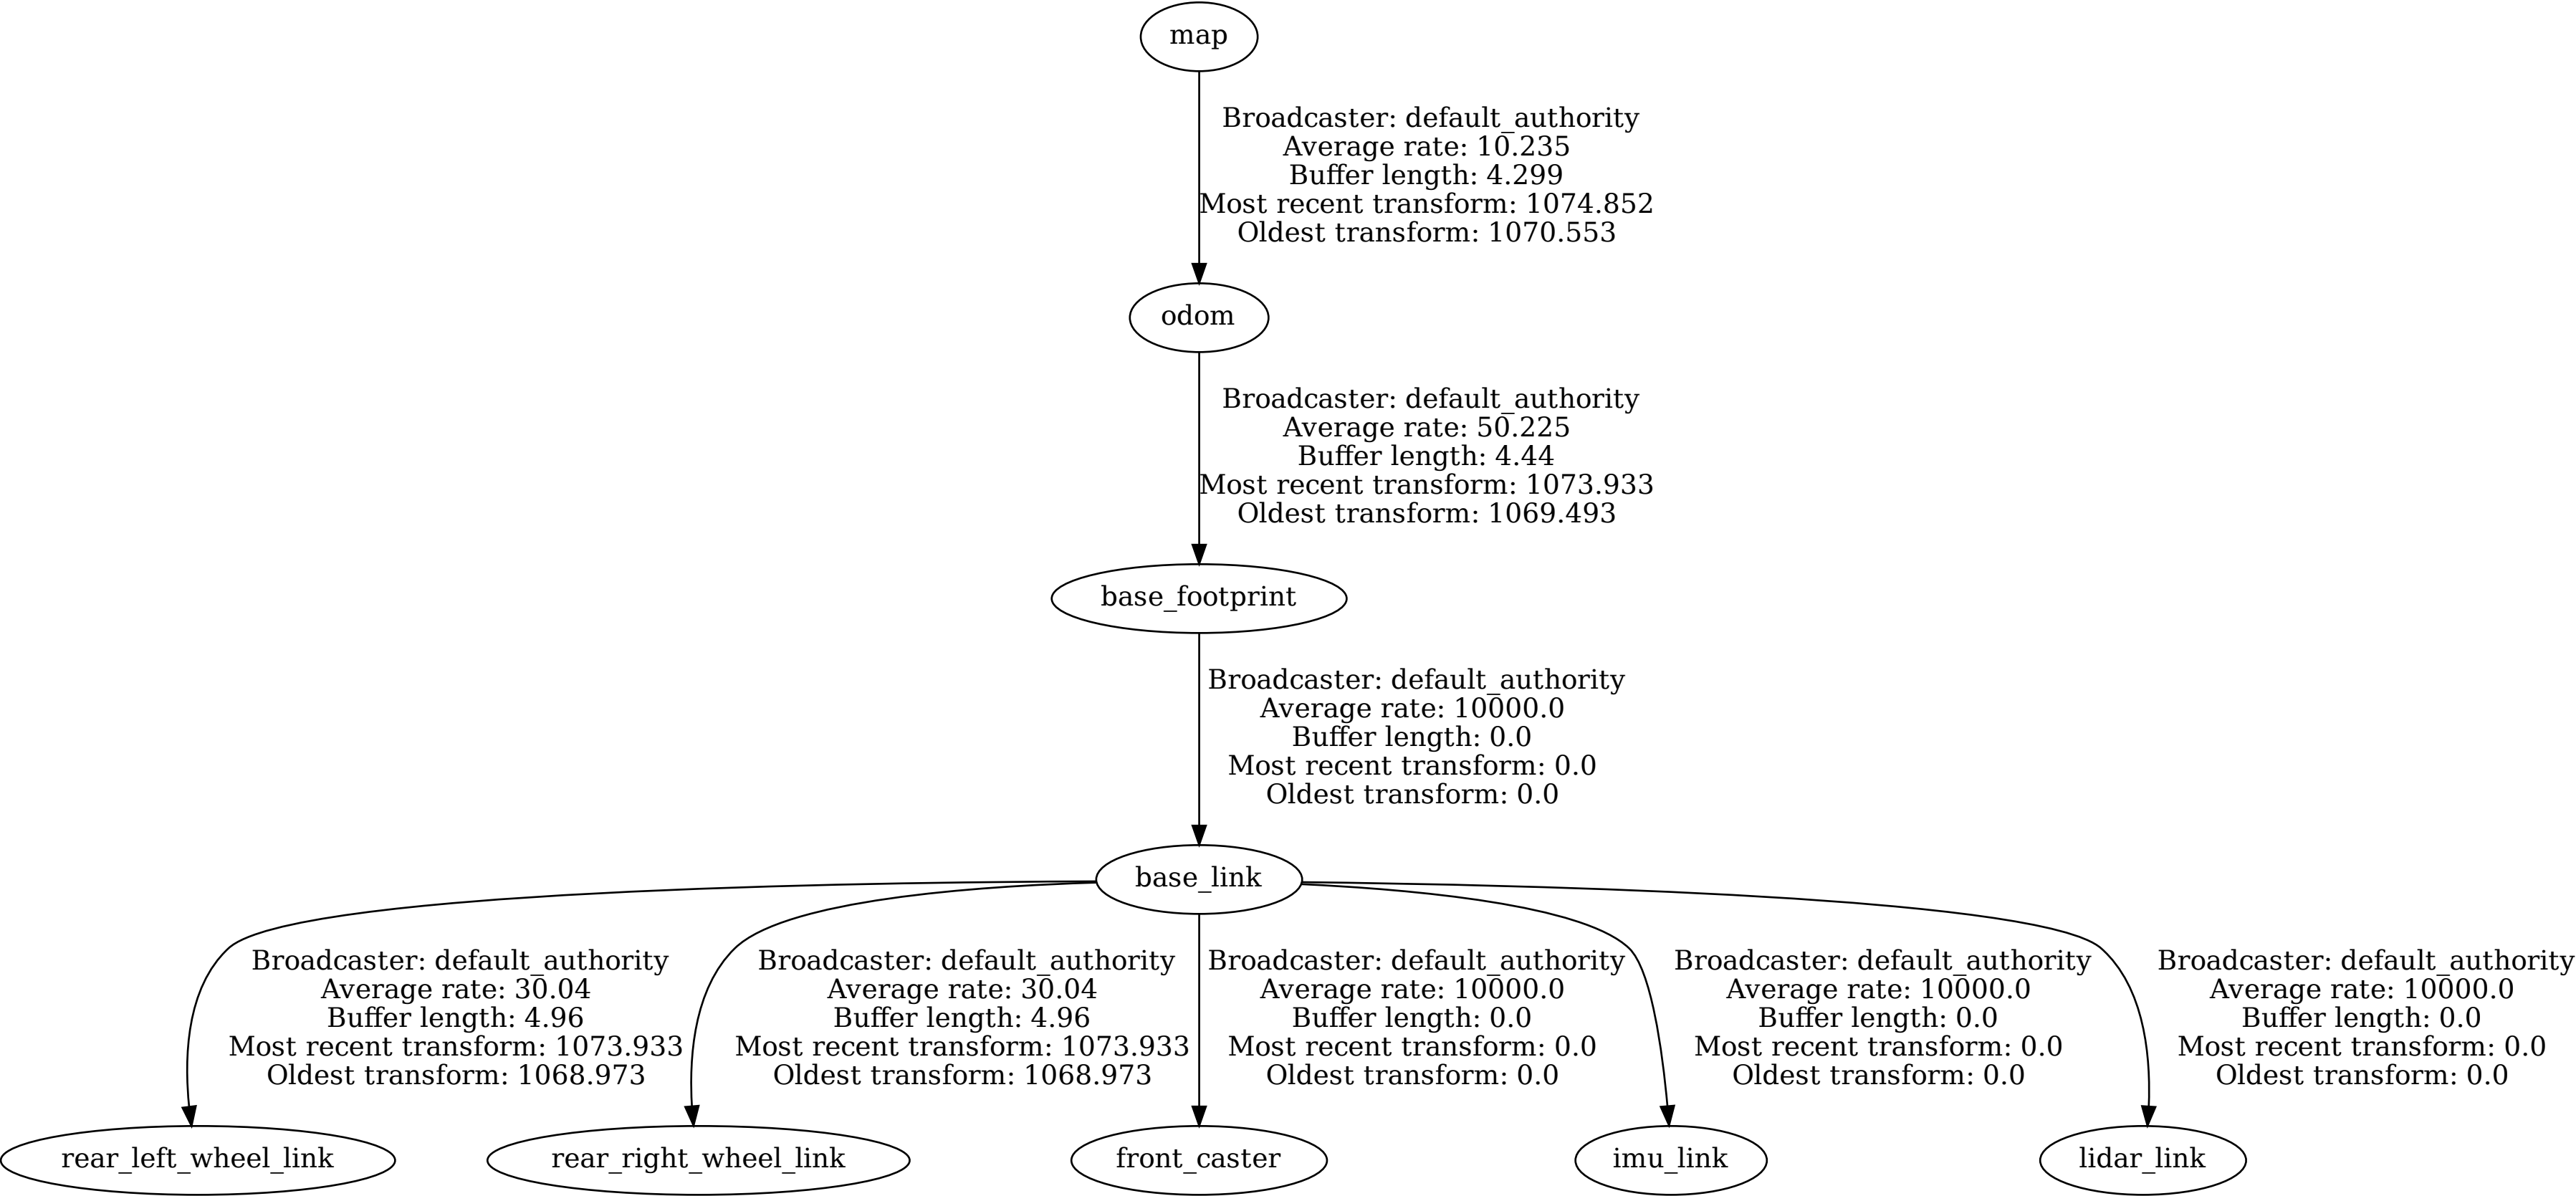 map
Broadcaster: default_authority
Average rate: 10.235
Buffer length: 4.299
Most recent transform: 1074.852
Oldest transform: 1070.553
odom
Broadcaster: default_authority
Average rate: 50.225
Buffer length: 4.44
Most recent transform: 1073.933
Oldest transform: 1069.493
base_footprint
Broadcaster: default_authority
Average rate: 10000.0
Buffer length: 0.0
Most recent transform: 0.0
Oldest transform: 0.0
base_link
Broadcaster: default_authority
Average rate: 30.04
Buffer length: 4.96
Most recent transform: 1073.933
Oldest transform: 1068.973
Broadcaster: default_authority
Average rate: 30.04
Buffer length: 4.96
Most recent transform: 1073.933
Oldest transform: 1068.973
Broadcaster: default_authority
Average rate: 10000.0
Buffer length: 0.0
Most recent transform: 0.0
Oldest transform: 0.0
Broadcaster: default_authority
Average rate: 10000.0
Buffer length: 0.0
Most recent transform: 0.0
Oldest transform: 0.0
Broadcaster: default_authority
Average rate: 10000.0
Buffer length: 0.0
Most recent transform: 0.0
Oldest transform: 0.0
rear_left_wheel_link
rear_right_wheel_link
front_caster
imu_link
lidar_link